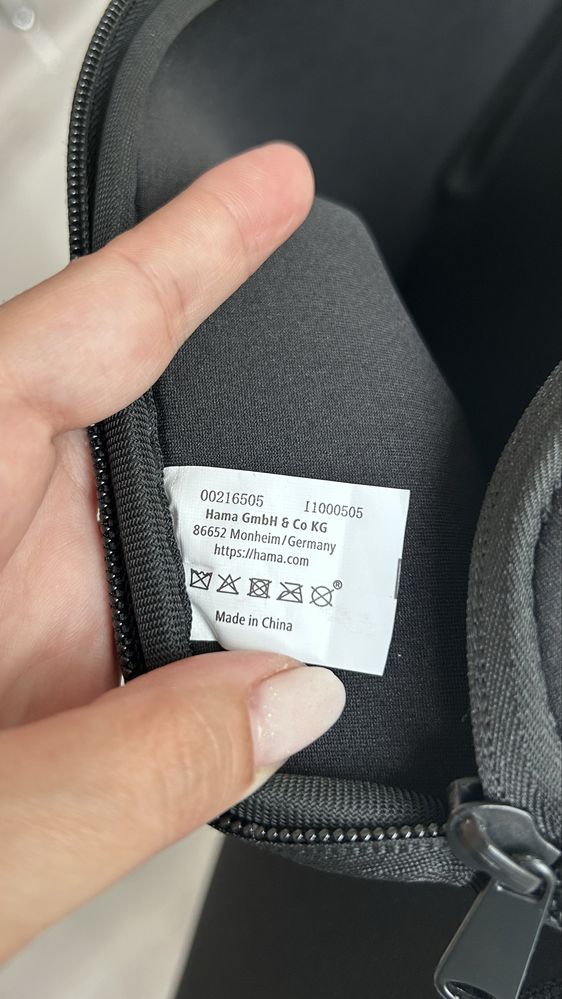 00216505 I1000505
Hama GmbH & Co KG
86652 Monheim/Germany
https://hama.com
®
Made in China